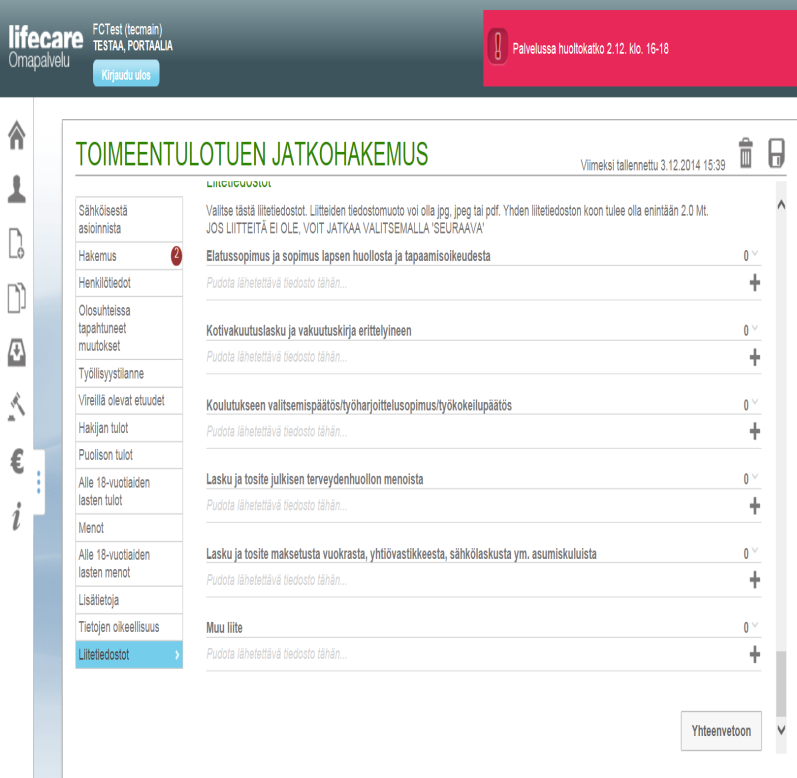 lifecare
Omapalvelu
FCTest (tecmain)
TESTAA, PORTAALIA
Kirjaudu ulos
Palvelussa huoltokatko 2.12. klo. 16-18
TOIMEENTULOTUEN JATKOHAKEMUS
Viimeksi tallennettu 3.12.2014 15:39
Sähköisestä
asioinnista
Hakemus
2
Henkilötiedot
Olosuhteissa
tapahtuneet
muutokset
Työllisyystilanne
Vireillä olevat etuudet
Hakijan tulot
Puolison tulot
Alle 18-vuotiaiden
lasten tulot
Menot
Alle 18-vuotiaiden
lasten menot
Lisätietoja
Tietojen oikeellisuus
Liitetiedostot
Liitetiedostot
Valitse tästä liitetiedostot. Liitteiden tiedostomuoto voi olla jpg, jpeg tai pdf. Yhden liitetiedoston koon tulee olla enintään 2.0 Mt.
JOS LIITTEITÄ EI OLE, VOIT JATKAA VALITSEMALLA 'SEURAAVA'
Elatussopimus ja sopimus lapsen huollosta ja tapaamisoikeudesta 0
Pudota lähetettävä tiedosto tähän...
Kotivakuutuslasku ja vakuutuskirja erittelyineen 0
Pudota lähetettävä tiedosto tähän...
Koulutukseen valitsemispäätös/työharjoittelusopimus/työkokeilupäätös 0
Pudota lähetettävä tiedosto tähän...
Lasku ja tosite julkisen terveydenhuollon menoista 0
Pudota lähetettävä tiedosto tähän...
Lasku ja tosite maksetusta vuokrasta, yhtiövastikkeesta, sähkölaskusta ym. asumiskuluista 0
Pudota lähetettävä tiedosto tähän...
Muu liite 0
Pudota lähetettävä tiedosto tähän...
Yhteenvetoon